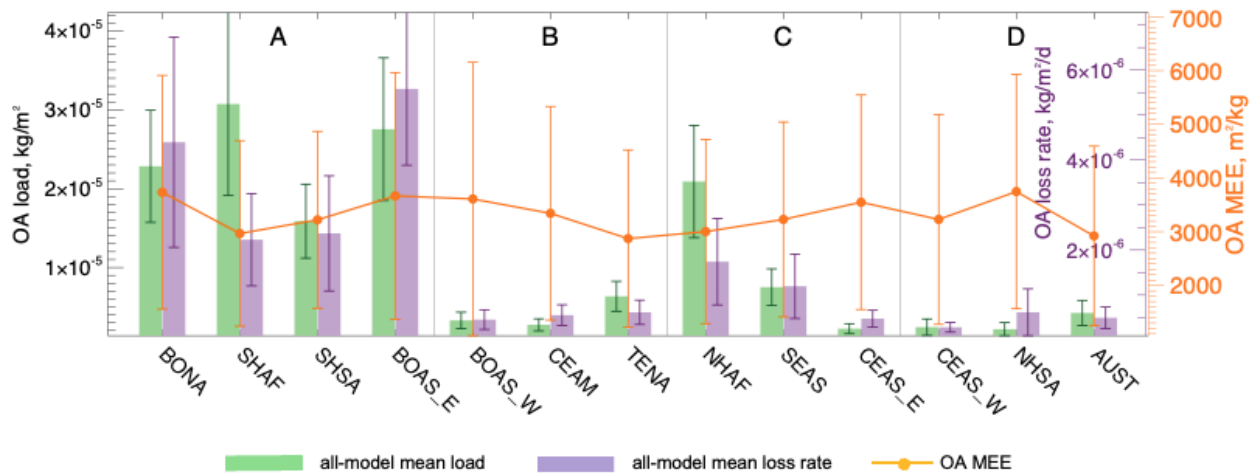 A B C D
OA load, kg/m²
4×10⁻⁵
3×10⁻⁵
2×10⁻⁵
1×10⁻⁵
OA loss rate, kg/m²/d
6×10⁻⁶
4×10⁻⁶
2×10⁻⁶
OA MEE, m²/kg
7000
6000
5000
4000
3000
2000
BONA
SHAF
SHSA
BOAS_E
BOAS_W
CEAM
TENA
NHAF
SEAS
CEAS_E
CEAS_W
NHSA
AUST
all-model mean load all-model mean loss rate OA MEE